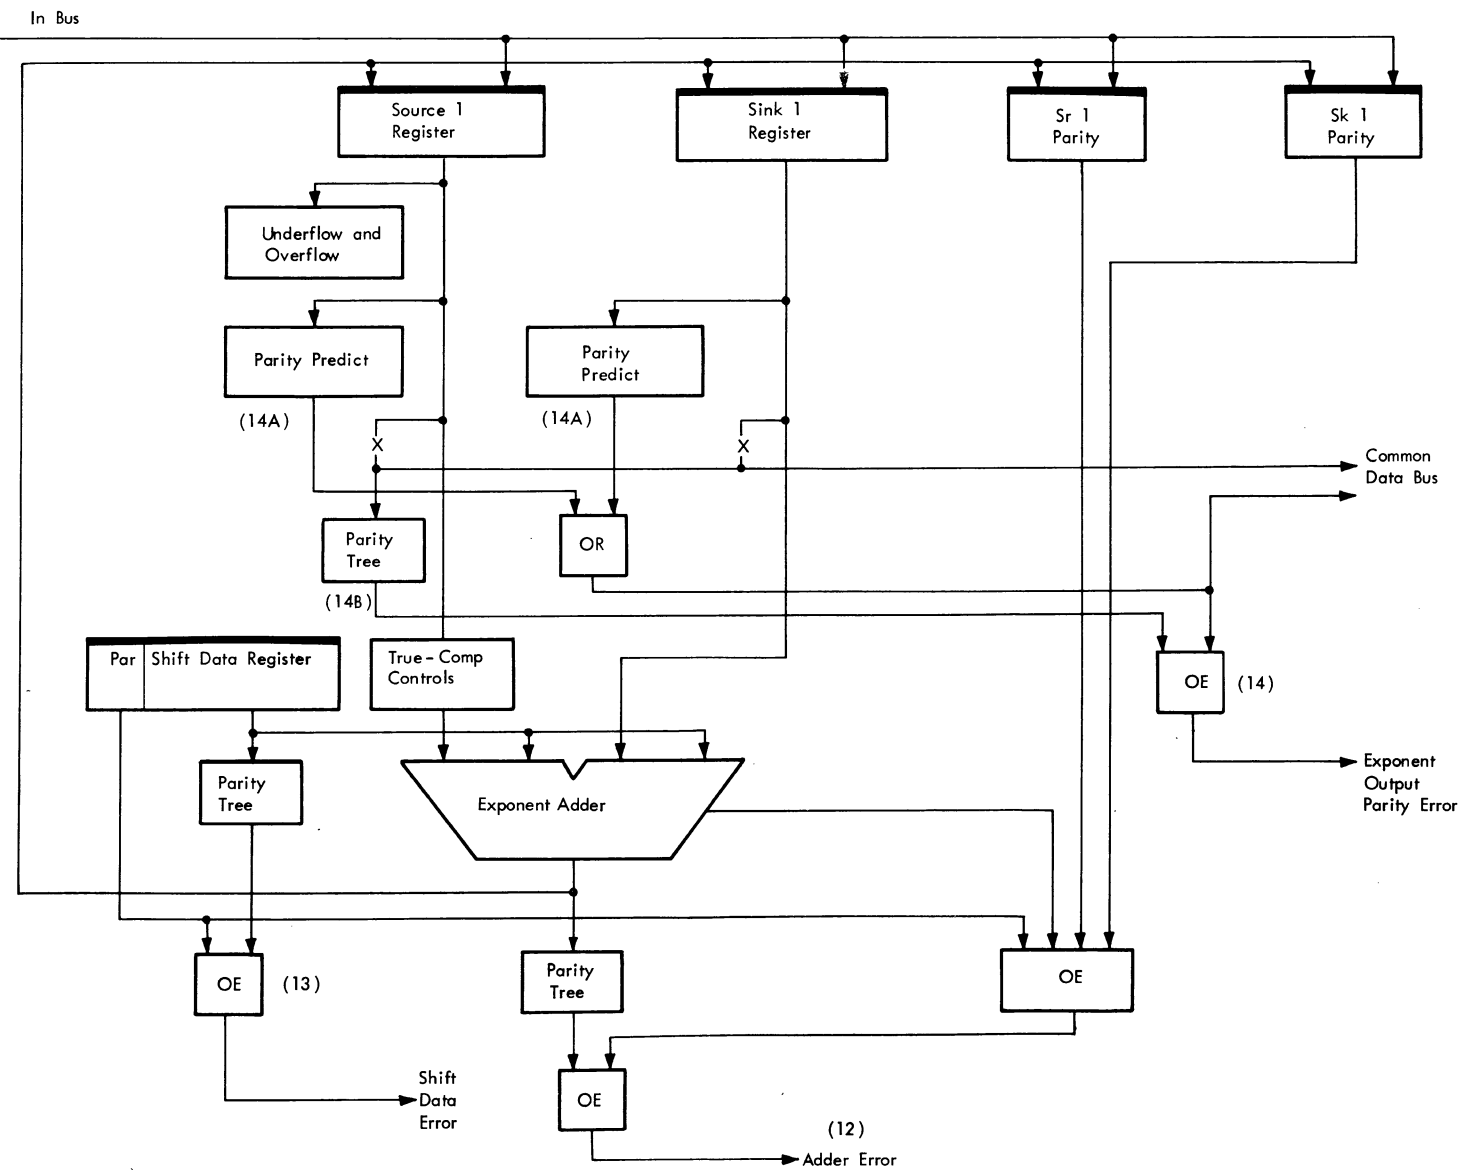 In Bus
Source 1
Register
Sink 1
Register
Sr 1
Parity
Sk 1
Parity
Underflow and
Overflow
Parity Predict
(14A)
Parity
Predict
(14A)
X
X
Common
Data Bus
Parity
Tree
(14B)
OR
Par
Shift Data Register
True-Comp
Controls
OE
(14)
Exponent
Output
Parity Error
Parity
Tree
Exponent Adder
OE
(13)
Parity
Tree
OE
Shift
Data
Error
OE
(12)
Adder Error